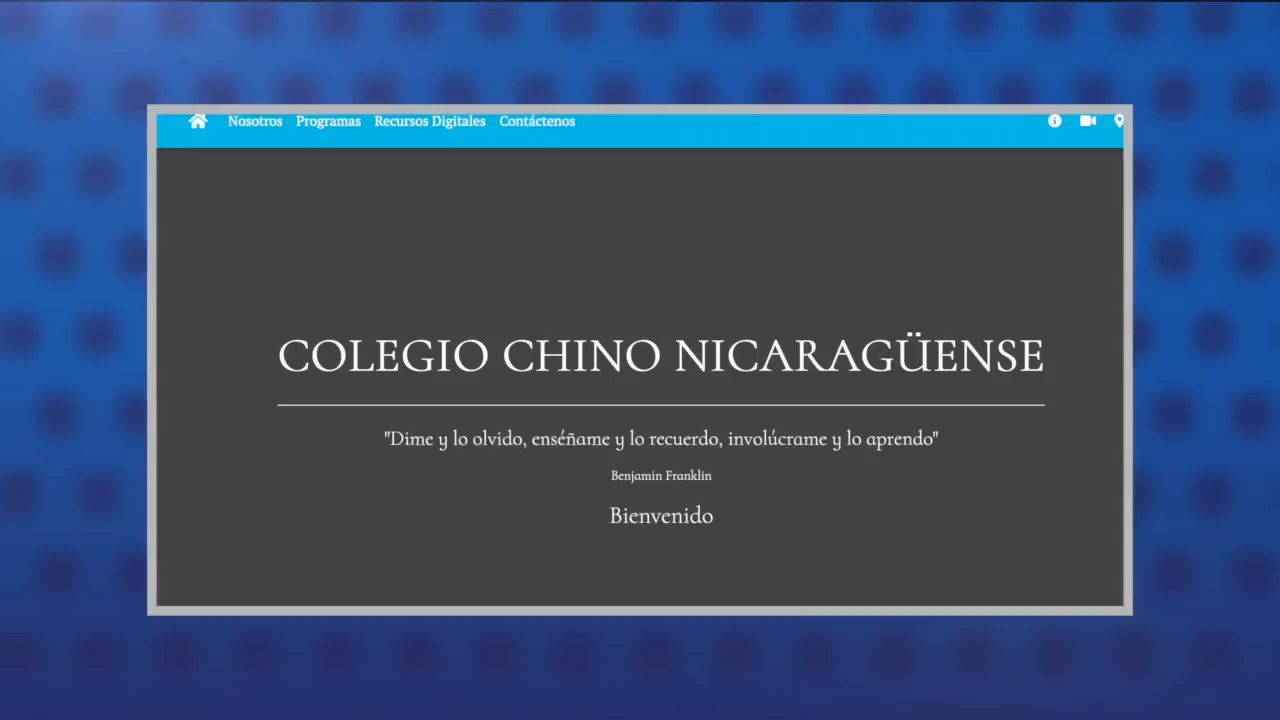 Nosotros Programas Recursos Digitales Contáctenos
COLEGIO CHINO NICARAGÜENSE
"Dime y lo olvido, enséñame y lo recuerdo, involúcrame y lo aprendo"
Benjamin Franklin
Bienvenido